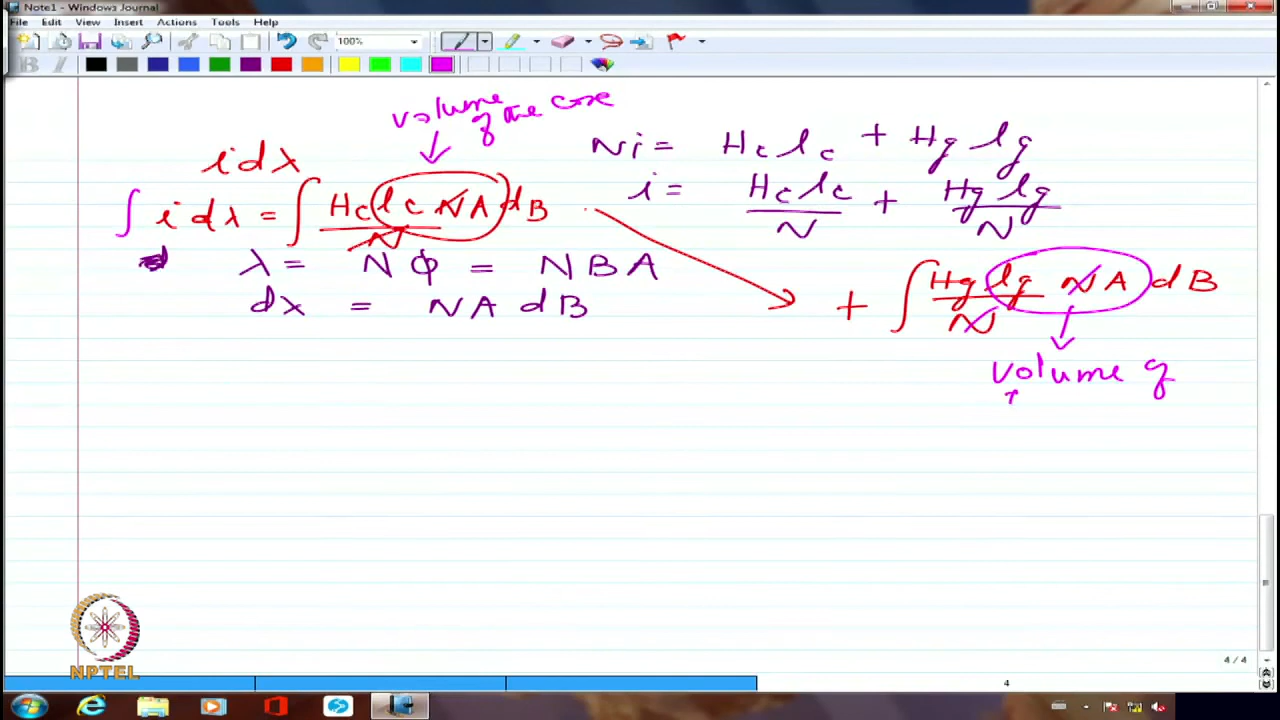 Note1 - Windows Journal
File Edit View Insert Actions Tools Help
100%
volume
of the core
i dλ
Ni = Hc lc + Hg lg
∫ i dλ = ∫ Hc lc NA / N dB
i = Hc lc / N + Hg lg / N
λ = Nφ = NBA
+ ∫ Hg lg NA / N dB
dλ = NA dB
volume of
4 / 4
NPTEL
4